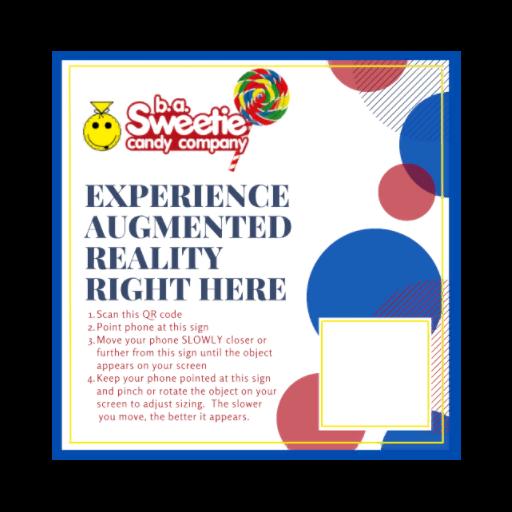 b.a.
Sweetie
candy company
EXPERIENCE
AUGMENTED
REALITY
RIGHT HERE
1. Scan this QR code
2. Point phone at this sign
3. Move your phone SLOWLY closer or
further from this sign until the object
appears on your screen
4. Keep your phone pointed at this sign
and pinch or rotate the object on your
screen to adjust sizing. The slower
you move, the better it appears.